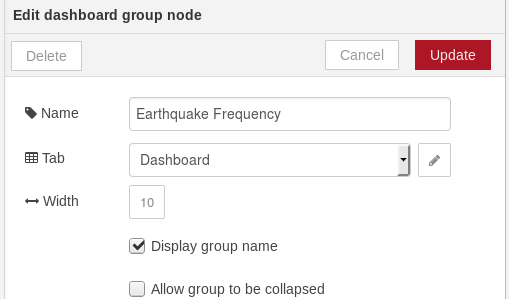 Edit dashboard group node
Delete
Cancel
Update
Name
Earthquake Frequency
Tab
Dashboard
Width
10
Display group name
Allow group to be collapsed